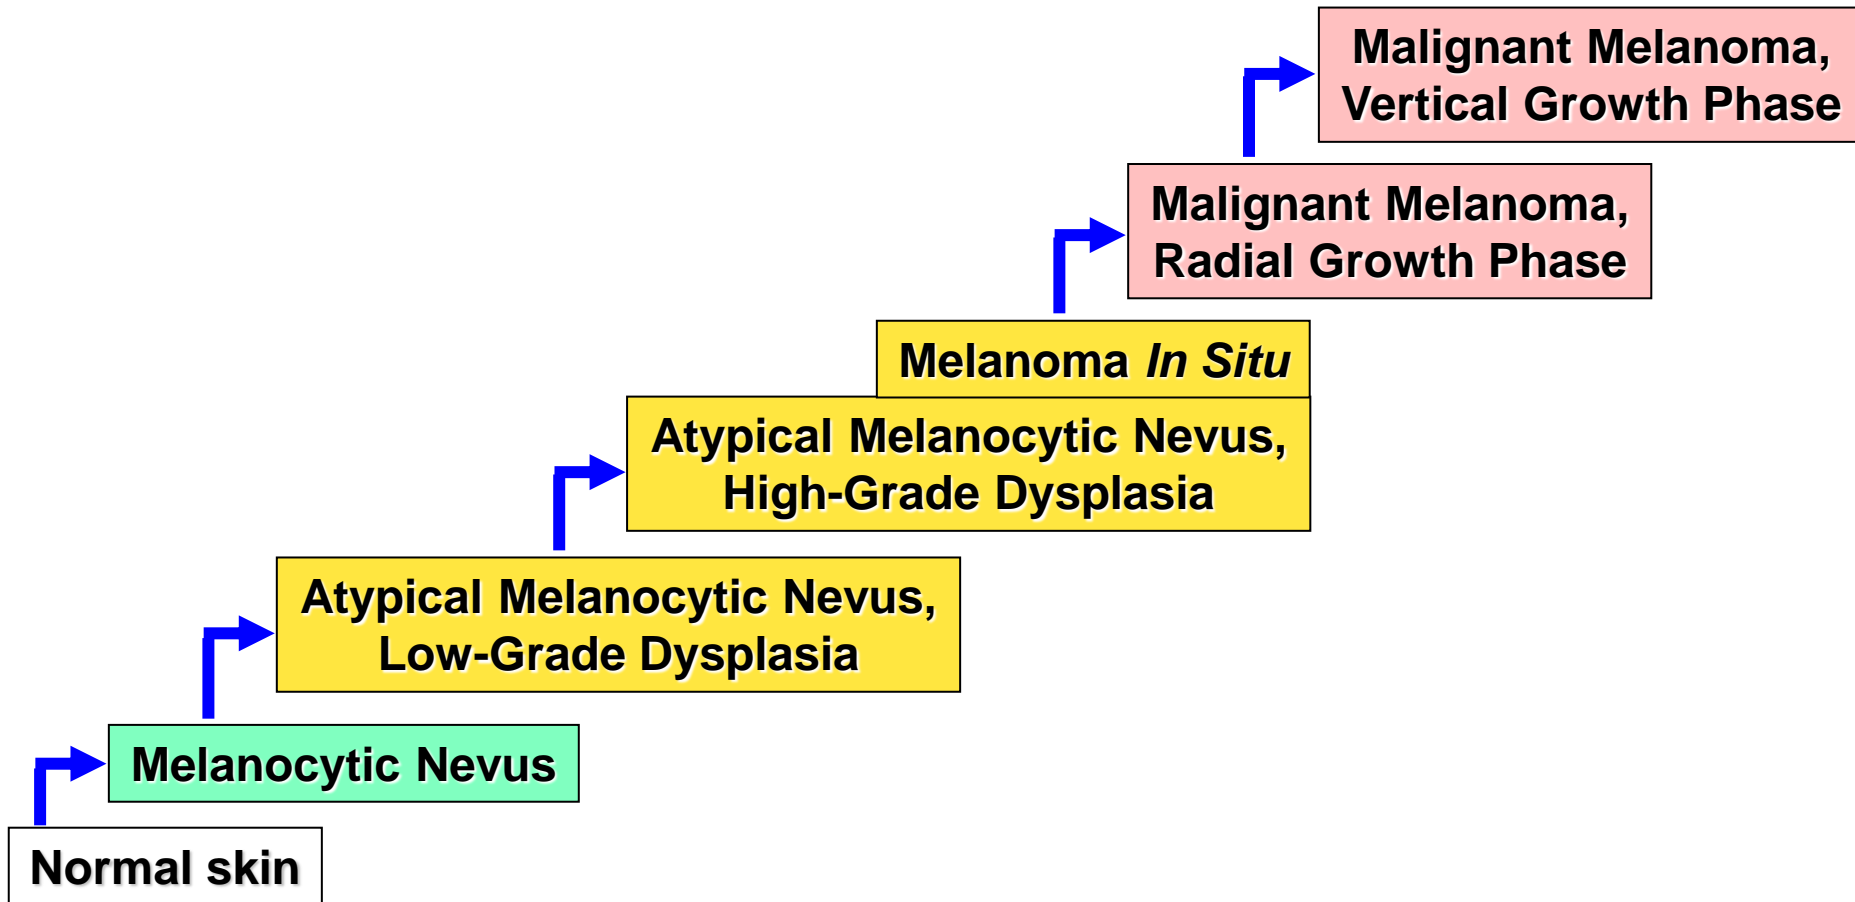 Malignant Melanoma,
Vertical Growth Phase
Malignant Melanoma,
Radial Growth Phase
Melanoma In Situ
Atypical Melanocytic Nevus,
High-Grade Dysplasia
Atypical Melanocytic Nevus,
Low-Grade Dysplasia
Melanocytic Nevus
Normal skin